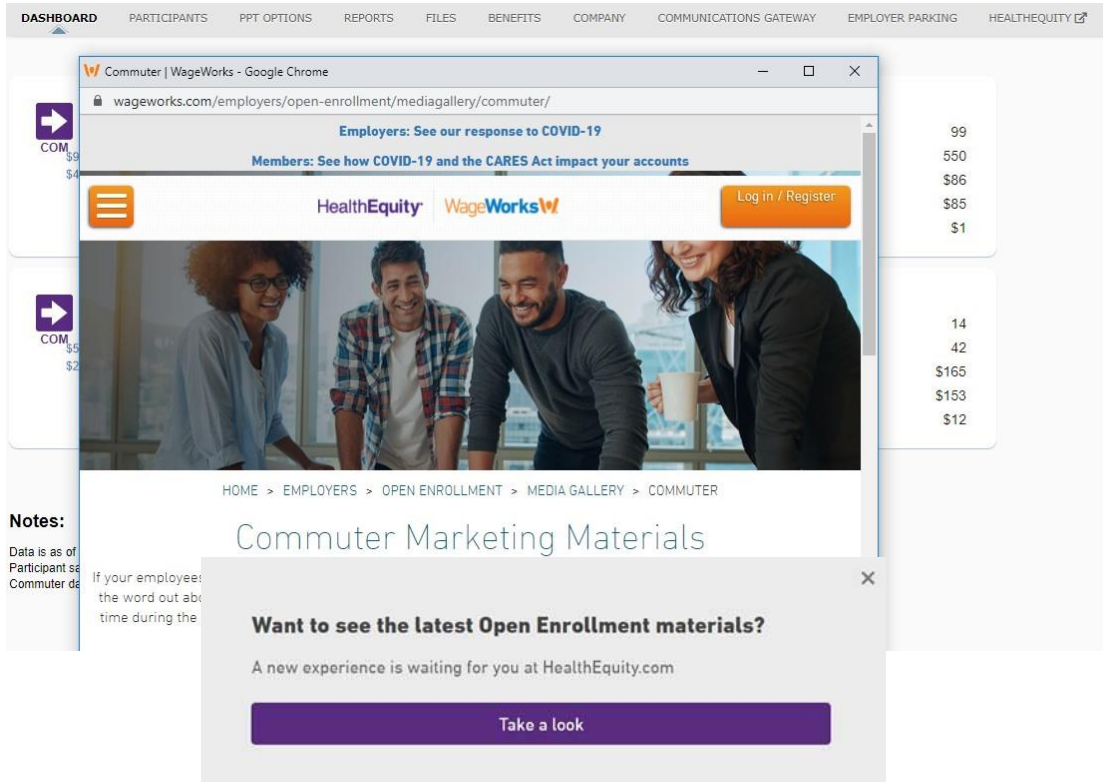 DASHBOARD PARTICIPANTS PPT OPTIONS REPORTS FILES BENEFITS COMPANY COMMUNICATIONS GATEWAY EMPLOYER PARKING HEALTHEQUITY
Commuter | WageWorks - Google Chrome
wageworks.com/employers/open-enrollment/mediagallery/commuter/
Employers: See our response to COVID-19
Members: See how COVID-19 and the CARES Act impact your accounts
HealthEquity WageWorks
Log in / Register
COM
$9
$4
99
550
$86
$85
$1
COM
$5
$2
14
42
$165
$153
$12
HOME > EMPLOYERS > OPEN ENROLLMENT > MEDIA GALLERY > COMMUTER
Commuter Marketing Materials
If your employees
the word out
time during the
Notes:
Data is as of
Participant
Commuter
Want to see the latest Open Enrollment materials?
A new experience is waiting for you at HealthEquity.com
Take a look